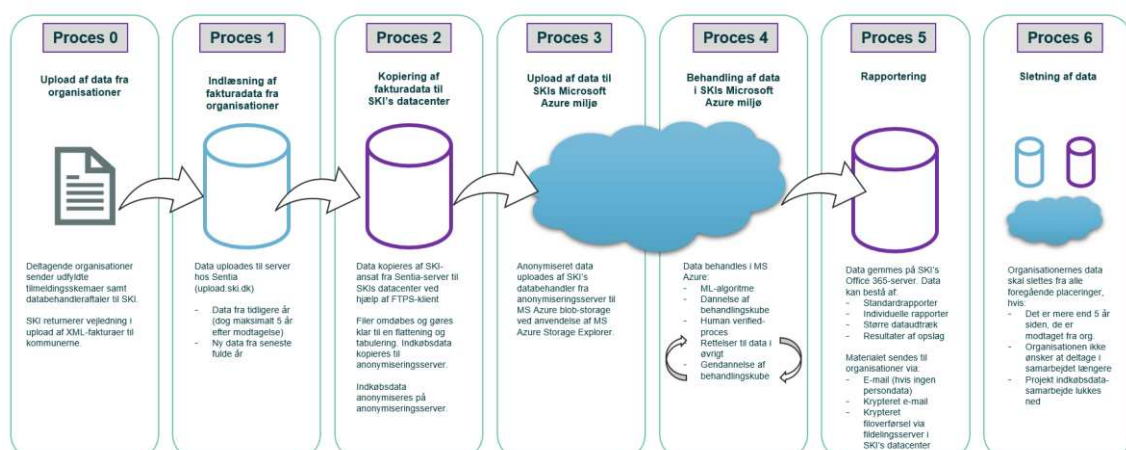 Proces 0
Upload af data fra
organisationer
Deltagende organisationer
sender udfyldte
tilmeldingsskemaer samt
databehandleraftaler til SKI.
SKI returnerer vejledning i
upload af XML-fakturaer til
kommunerne.
Proces 1
Indlæsning af
fakturadata fra
organisationer
Data uploades til server
hos Sentia
(upload.ski.dk)
- Data fra tidligere år
(dog maksimalt 5 år
efter modtagelse)
- Ny data fra seneste
fulde år
Proces 2
Kopiering af
fakturadata til
SKI's datacenter
Data kopieres af SKI-
ansat fra Sentia-server til
SKIs datacenter ved
hjælp af FTPS-klient
Filer omdøbes og gøres
klar til en flattening og
tabulering. Indkøbsdata
kopieres til
anonymiseringsserver.
Indkøbsdata
anonymiseres på
anonymiseringsserver.
Proces 3
Upload af data til
SKIs Microsoft
Azure miljø
Anonymiseret data
uploades af SKI's
databehandler fra
anonymiseringsserver til
MS Azure blob-storage
ved anvendelse af MS
Azure Storage Explorer.
Proces 4
Behandling af data
i SKIs Microsoft
Azure miljø
Data behandles i MS
Azure:
- ML-algoritme
- Dannelse af
behandlingskube
- Human verified-
proces
- Rettelser til data i
øvrigt
- Gendannelse af
behandlingskube
Proces 5
Rapportering
Data gemmes på SKI's
Office 365-server. Data
kan bestå af:
- Standardrapporter
- Individuelle rapporter
- Større dataudtræk
- Resultater af opslag
Materialet sendes til
organisationer via:
- E-mail (hvis ingen
persondata)
- Krypteret e-mail
- Krypteret
filoverførsel via
fildelingsserver i
SKI's datacenter
Proces 6
Sletning af data
Organisationernes data
skal slettes fra alle
foregående placeringer,
hvis:
- Det er mere end 5 år
siden, de er
modtaget fra org.
- Organisationen ikke
ønsker at deltage i
samarbejdet længere
- Projekt indkøbsdata-
samarbejde lukkes
ned